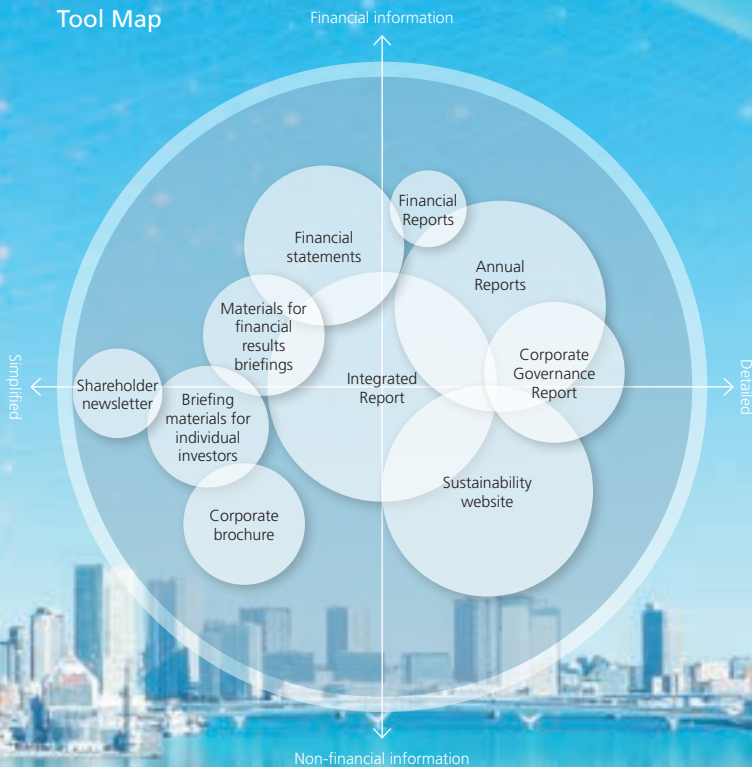 Tool Map
Financial information
Financial
Reports
Financial
statements
Annual
Reports
Materials for
financial
results
briefings
Simplified
Detailed
Shareholder
newsletter
Integrated
Report
Corporate
Governance
Report
Briefing
materials for
individual
investors
Sustainability
website
Corporate
brochure
Non-financial information